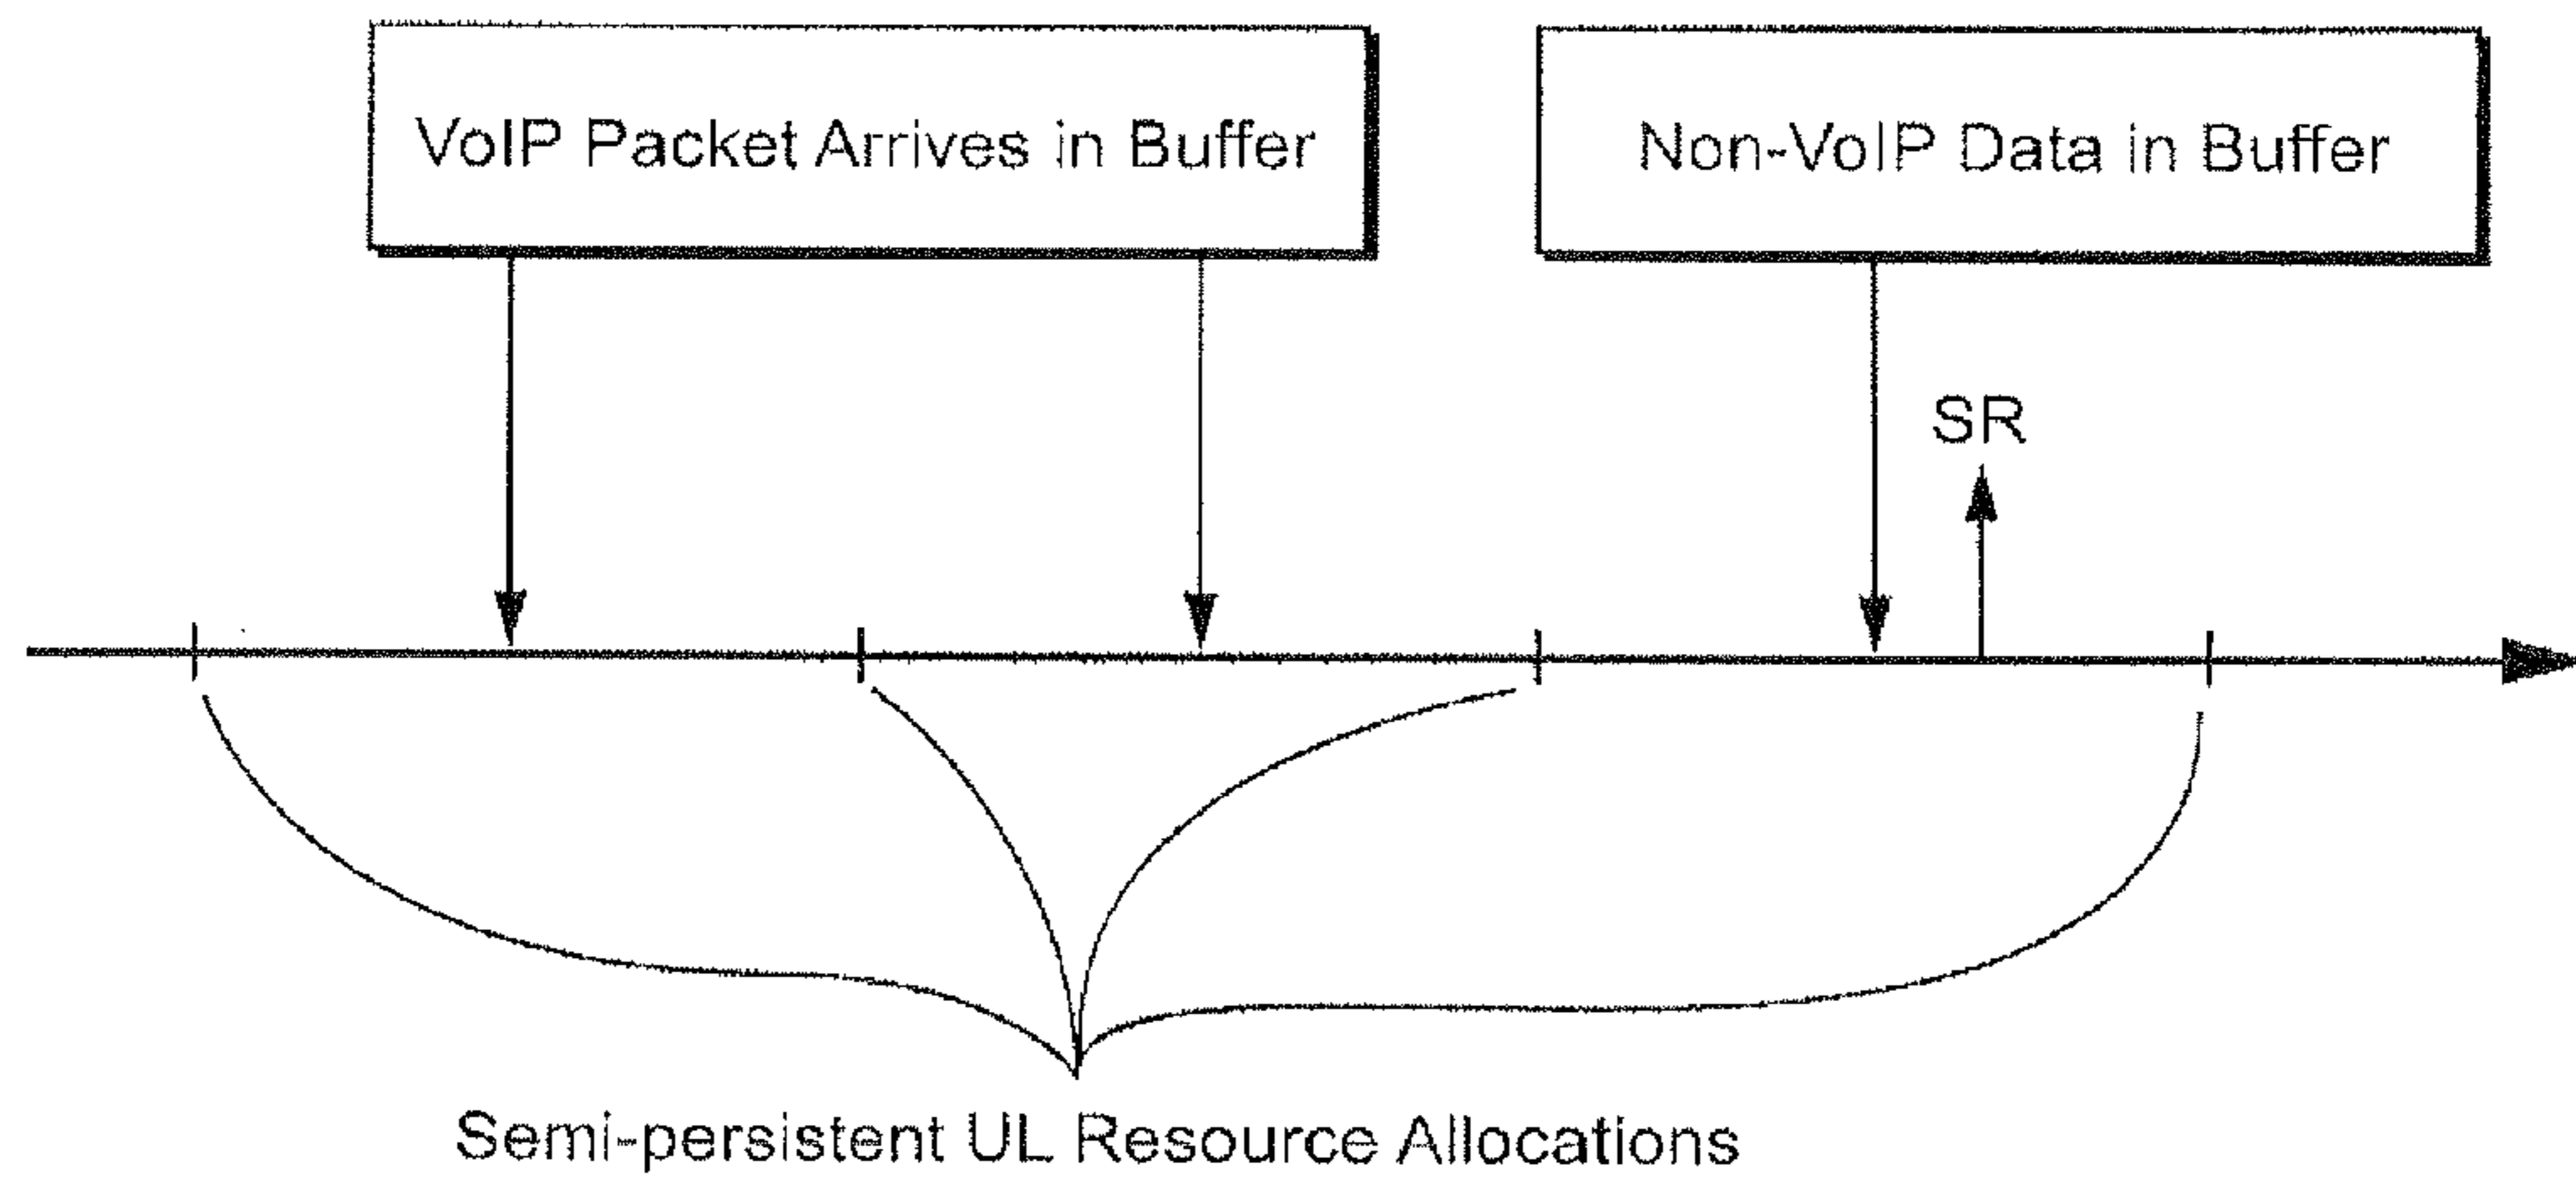 VoIP Packet Arrives in Buffer
Non-VoIP Data in Buffer
SR
Semi-persistent UL Resource Allocations